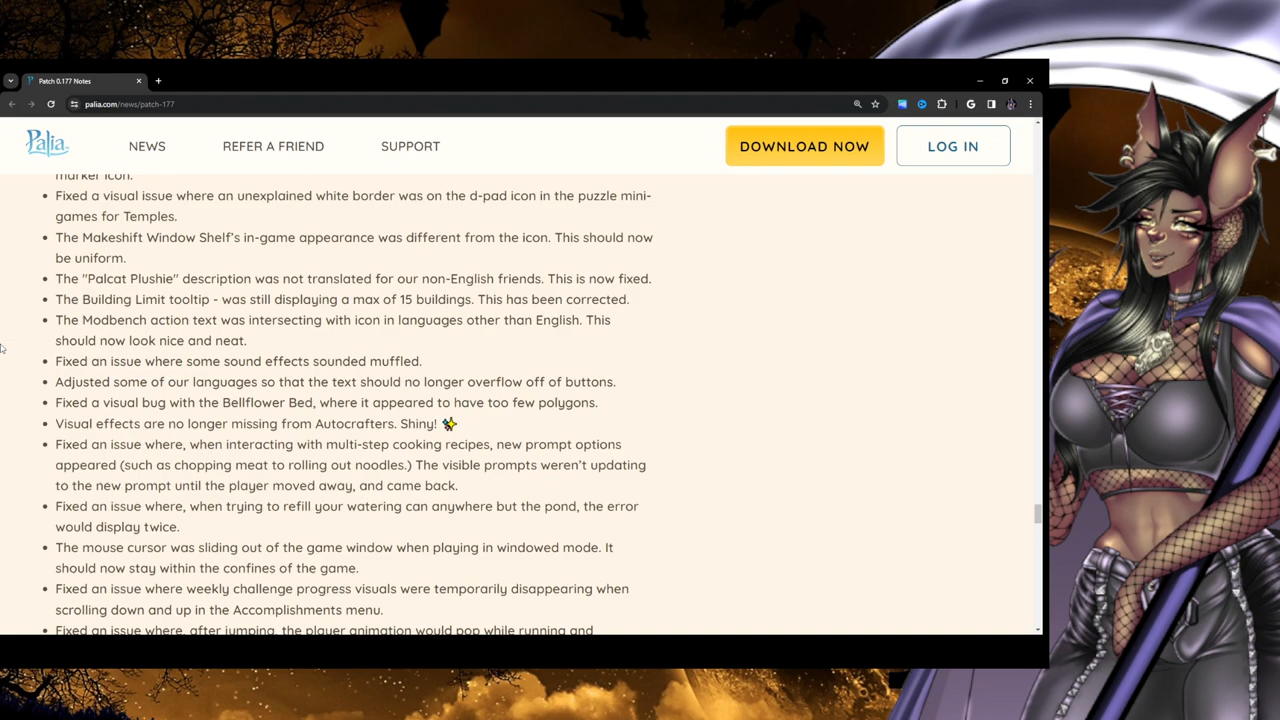 Patch 0.177 Notes
palia.com/news/patch-177
Palia
NEWS
REFER A FRIEND
SUPPORT
DOWNLOAD NOW
LOG IN
marker icon.
• Fixed a visual issue where an unexplained white border was on the d-pad icon in the puzzle mini-
games for Temples.
• The Makeshift Window Shelf’s in-game appearance was different from the icon. This should now
be uniform.
• The "Palcat Plushie" description was not translated for our non-English friends. This is now fixed.
• The Building Limit tooltip - was still displaying a max of 15 buildings. This has been corrected.
• The Modbench action text was intersecting with icon in languages other than English. This
should now look nice and neat.
• Fixed an issue where some sound effects sounded muffled.
• Adjusted some of our languages so that the text should no longer overflow off of buttons.
• Fixed a visual bug with the Bellflower Bed, where it appeared to have too few polygons.
• Visual effects are no longer missing from Autocrafters. Shiny! ✨
• Fixed an issue where, when interacting with multi-step cooking recipes, new prompt options
appeared (such as chopping meat to rolling out noodles.) The visible prompts weren’t updating
to the new prompt until the player moved away, and came back.
• Fixed an issue where, when trying to refill your watering can anywhere but the pond, the error
would display twice.
• The mouse cursor was sliding out of the game window when playing in windowed mode. It
should now stay within the confines of the game.
• Fixed an issue where weekly challenge progress visuals were temporarily disappearing when
scrolling down and up in the Accomplishments menu.
• Fixed an issue where, after jumping, the player animation would pop while running and